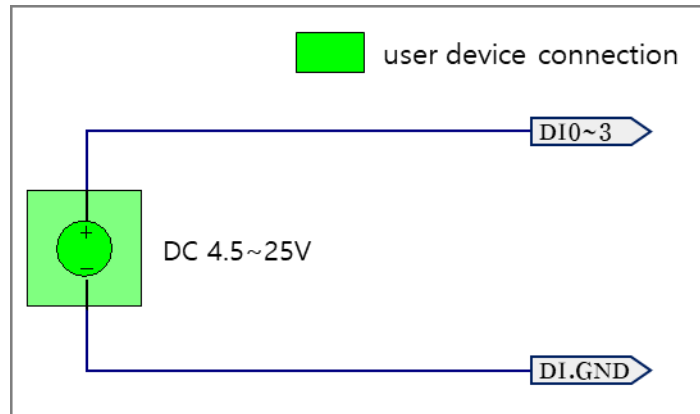 user device connection
DI0~3
+
DC 4.5~25V
−
DI.GND